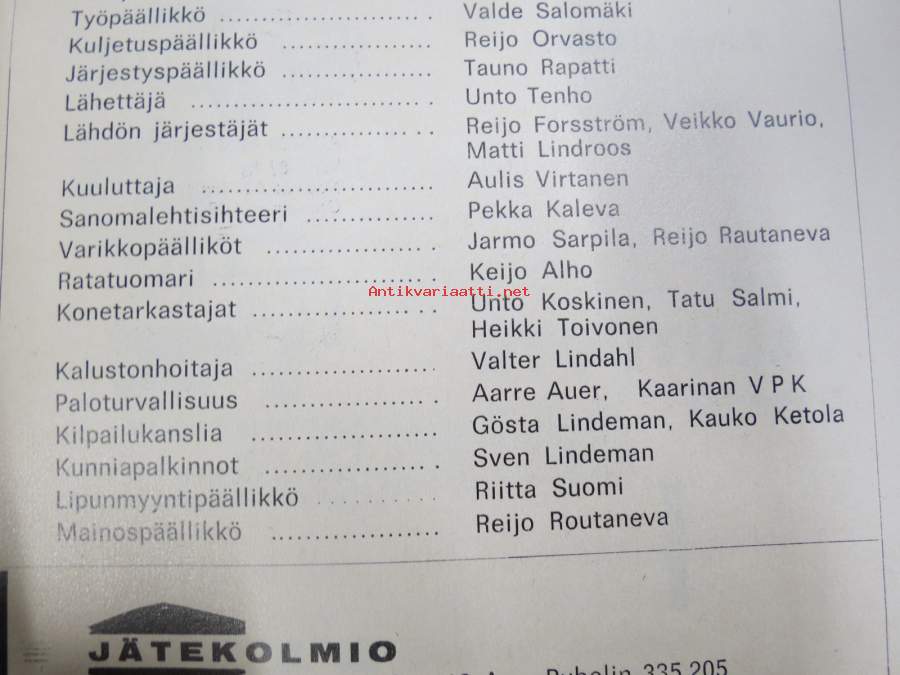 Työpäällikkö .......................... Valde Salomäki
Kuljetuspäällikkö .................. Reijo Orvasto
Järjestyspäällikkö .................. Tauno Rapatti
Lähettäjä ............................. Unto Tenho
Lähdön järjestäjät .................. Reijo Forsström, Veikko Vaurio,
Matti Lindroos
Kuuluttaja ............................ Aulis Virtanen
Sanomalehtisihteeri ............... Pekka Kaleva
Varikkopäälliköt ..................... Jarmo Sarpila, Reijo Rautaneva
Ratatuomari ........................... Keijo Alho
Antikvariaatti.net
Konetarkastajat ...................... Unto Koskinen, Tatu Salmi,
Heikki Toivonen
Kalustonhoitaja ...................... Valter Lindahl
Paloturvallisuus ..................... Aarre Auer, Kaarinan V P K
Kilpailukanslia ....................... Gösta Lindeman, Kauko Ketola
Kunniapalkinnot ..................... Sven Lindeman
Lipunmyyntipäällikkö ............ Riitta Suomi
Mainospäällikkö .................... Reijo Routaneva
JÄTEKOLMIO
Puhelin 335 205